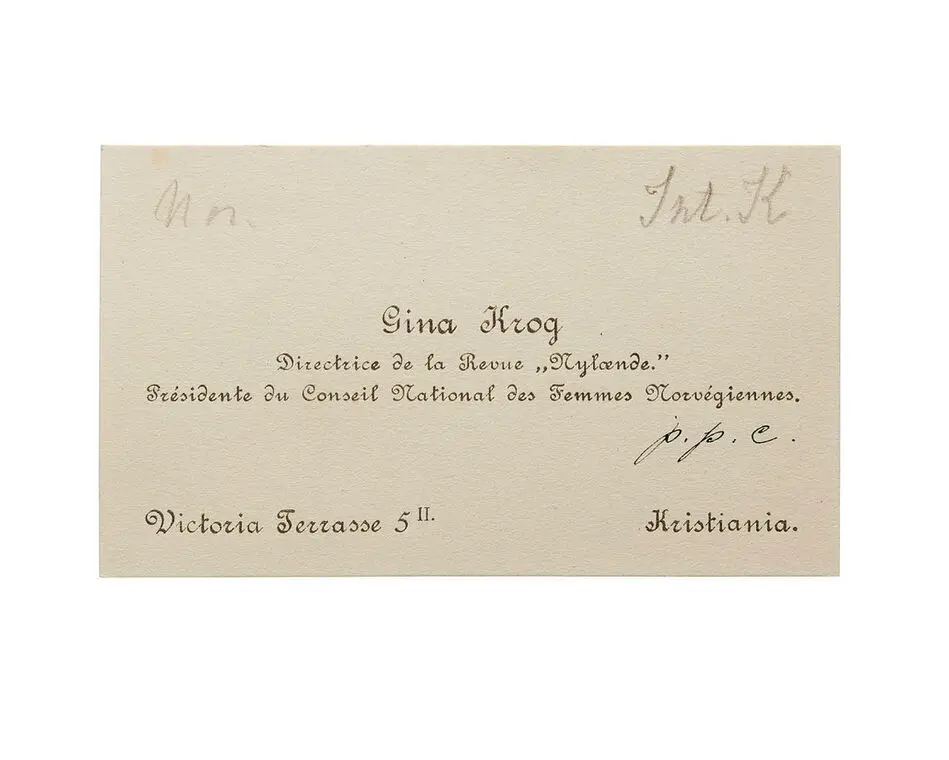 Nor. Int. K
Gina Krog
Directrice de la Revue „Nylænde.”
Présidente du Conseil National des Femmes Norvégiennes.
p. p. c.
Victoria Terrasse 5 II. Kristiania.